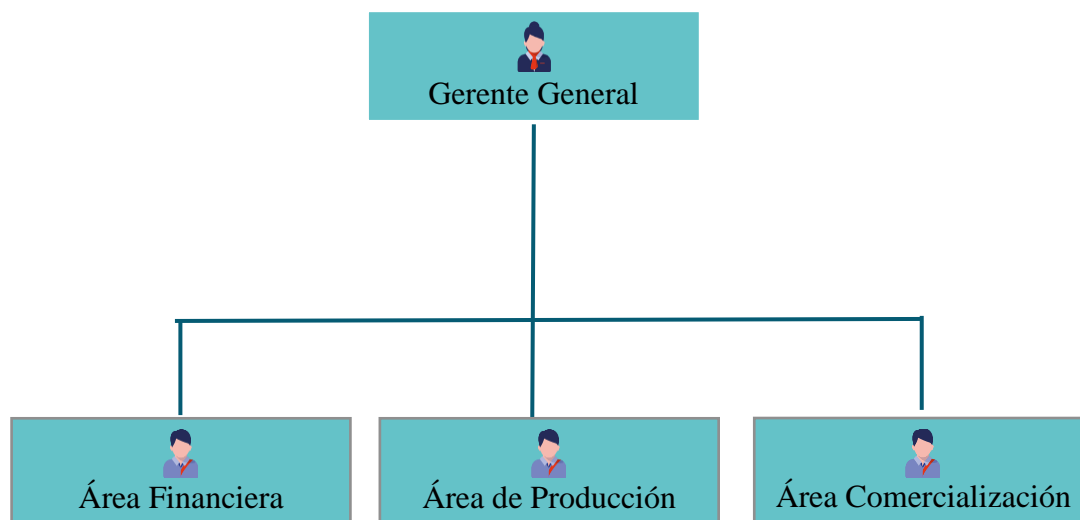 Gerente General
Área Financiera
Área de Producción
Área Comercialización